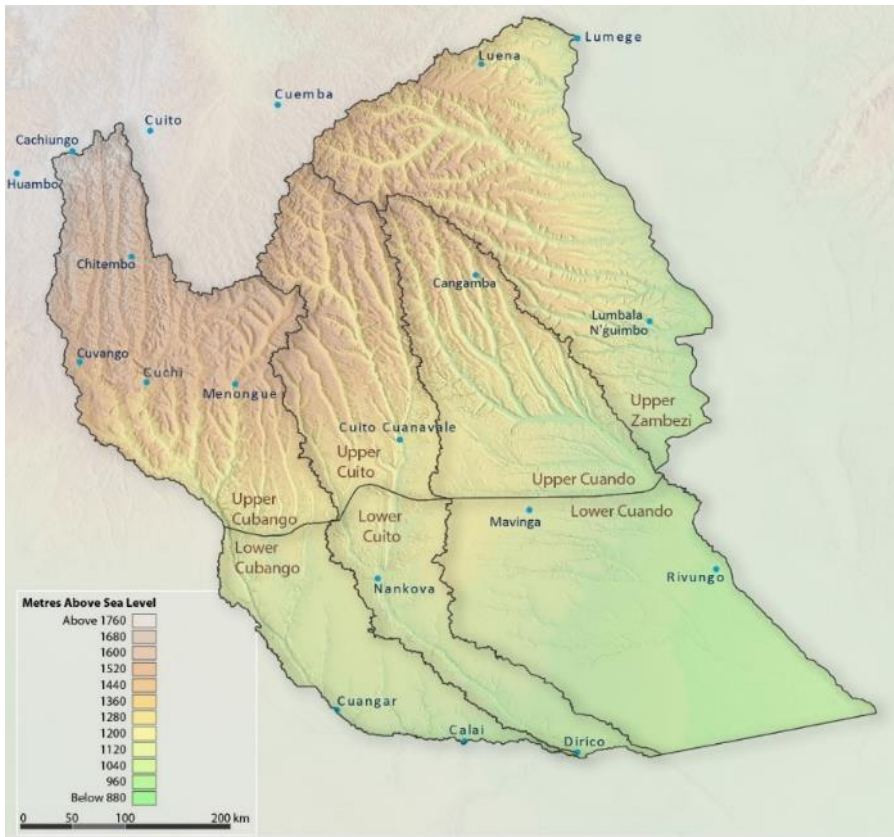 Lumege
Luena
Cuemba
Cuito
Cachiungo
Huambo
Chitembo
Cangamba
Lumbala
N'guimbo
Cuvango
Cuchi
Menongue
Upper
Zambezi
Cuito Cuanavale
Upper
Cuito
Upper Cuando
Upper
Cubango
Lower Cuando
Lower
Cuito
Mavinga
Lower
Cubango
Rivungo
Nankova
Metres Above Sea Level
Above 1760
1680
1600
1520
1440
1360
1280
1200
1120
1040
960
Below 880
Cuangar
Calai
Dirico
0 50 100 200 km